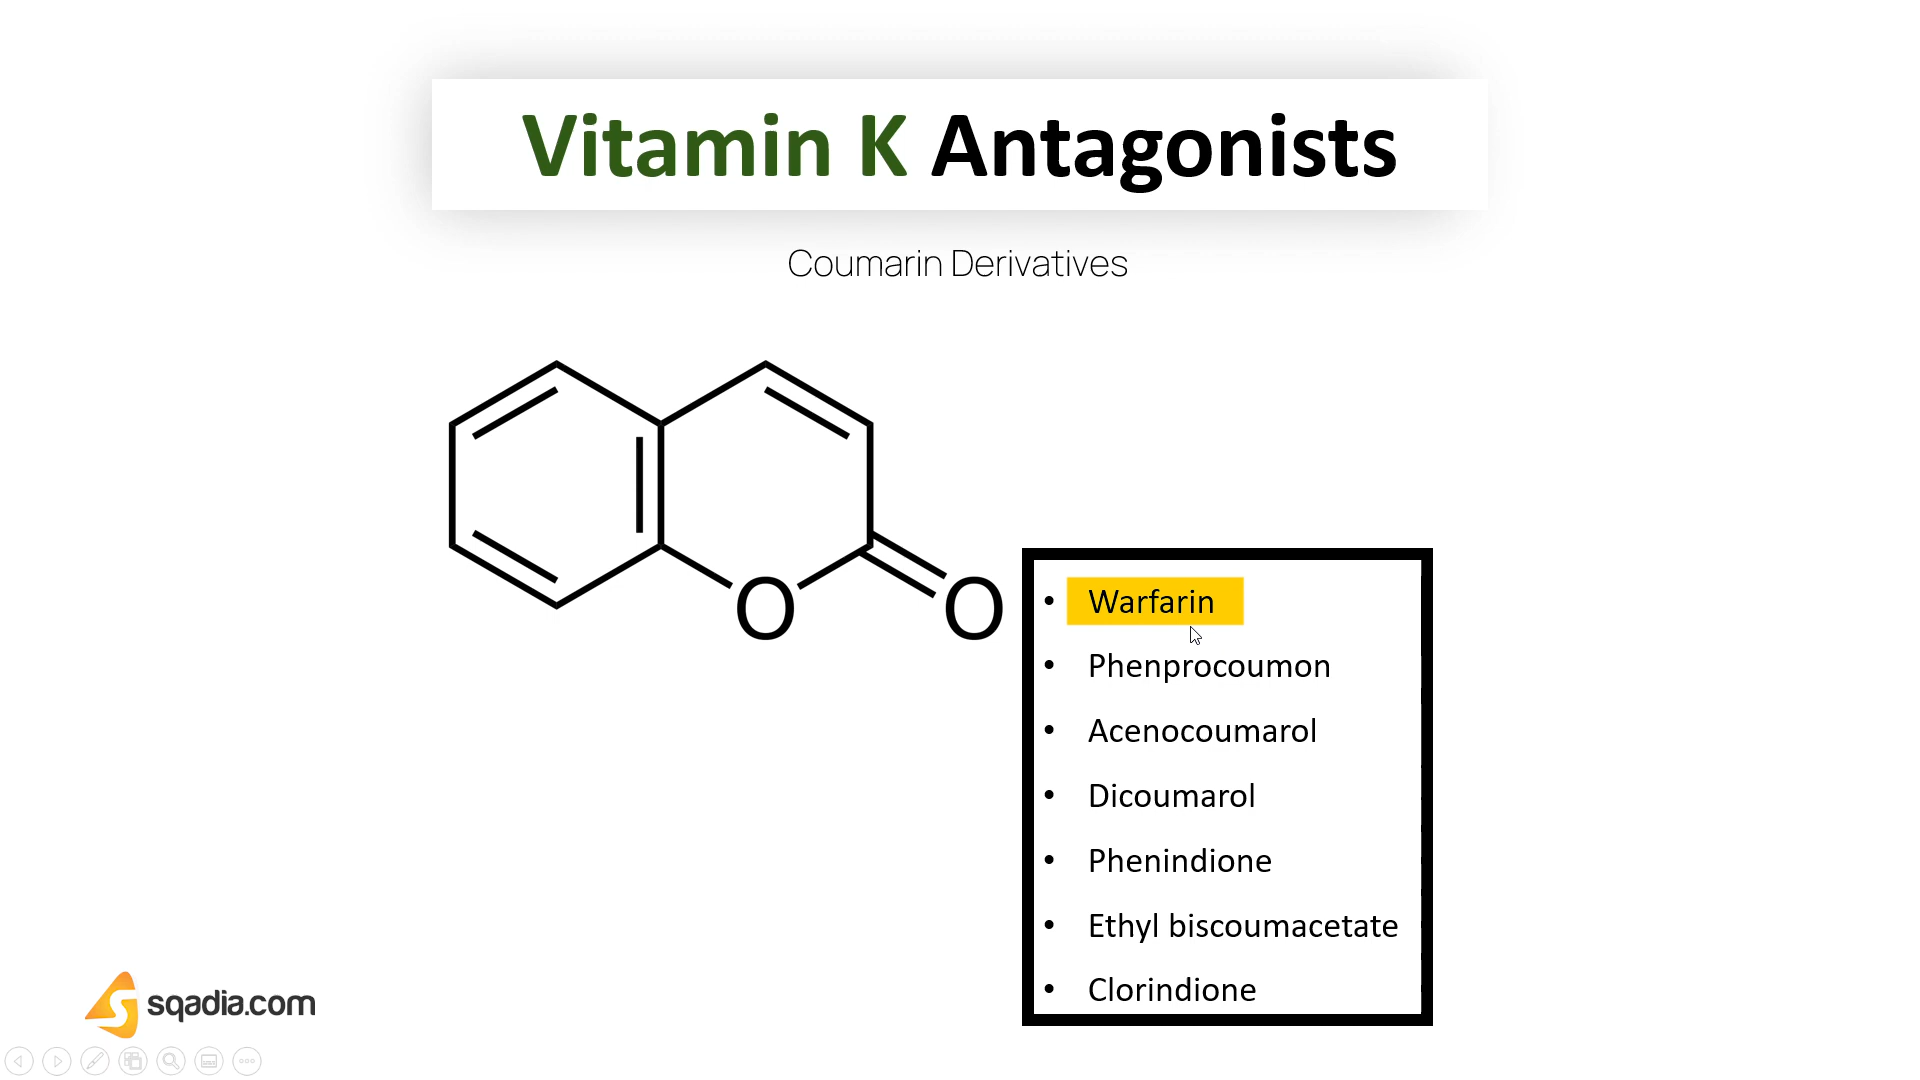 Vitamin K Antagonists
Coumarin Derivatives
O
O
• Warfarin
• Phenprocoumon
• Acenocoumarol
• Dicoumarol
• Phenindione
• Ethyl biscoumacetate
• Clorindione
sqadia.com